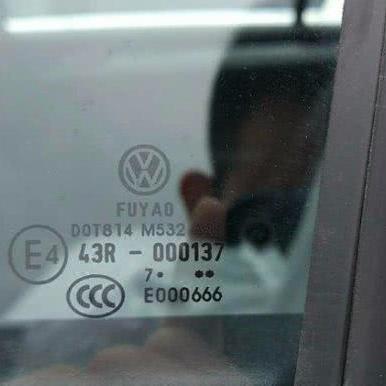 FUYAO
DOT814 M532
E4 43R - 000137
7• ••
CCC E000666